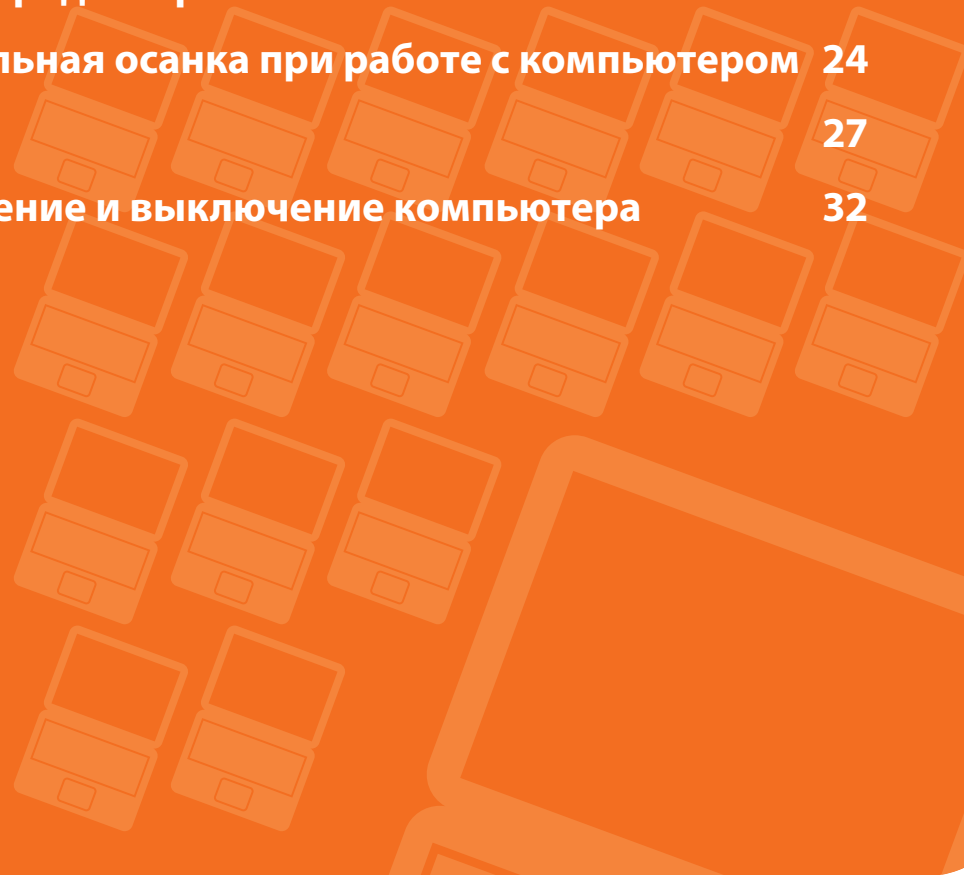 льная осанка при работе с компьютером 24
27
ение и выключение компьютера 32